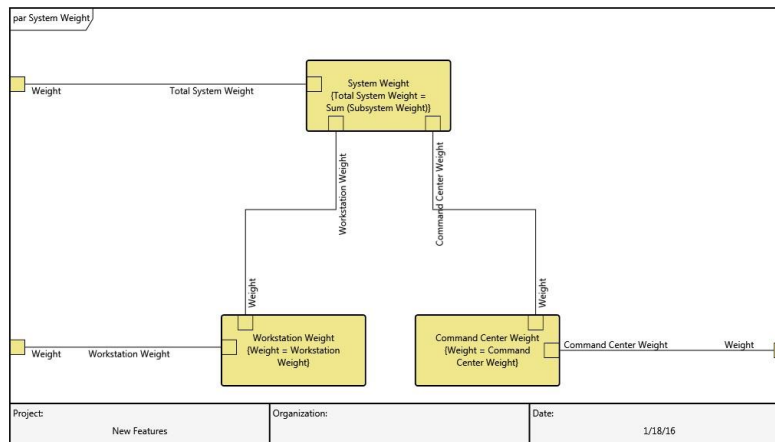 par System Weight
System Weight
{Total System Weight =
Sum (Subsystem Weight)}
Weight
Total System Weight
Workstation Weight
Command Center Weight
Weight
Weight
Workstation Weight
{Weight = Workstation
Weight}
Command Center Weight
{Weight = Command
Center Weight}
Weight
Workstation Weight
Command Center Weight
Weight
Project:
New Features
Organization:
Date:
1/18/16